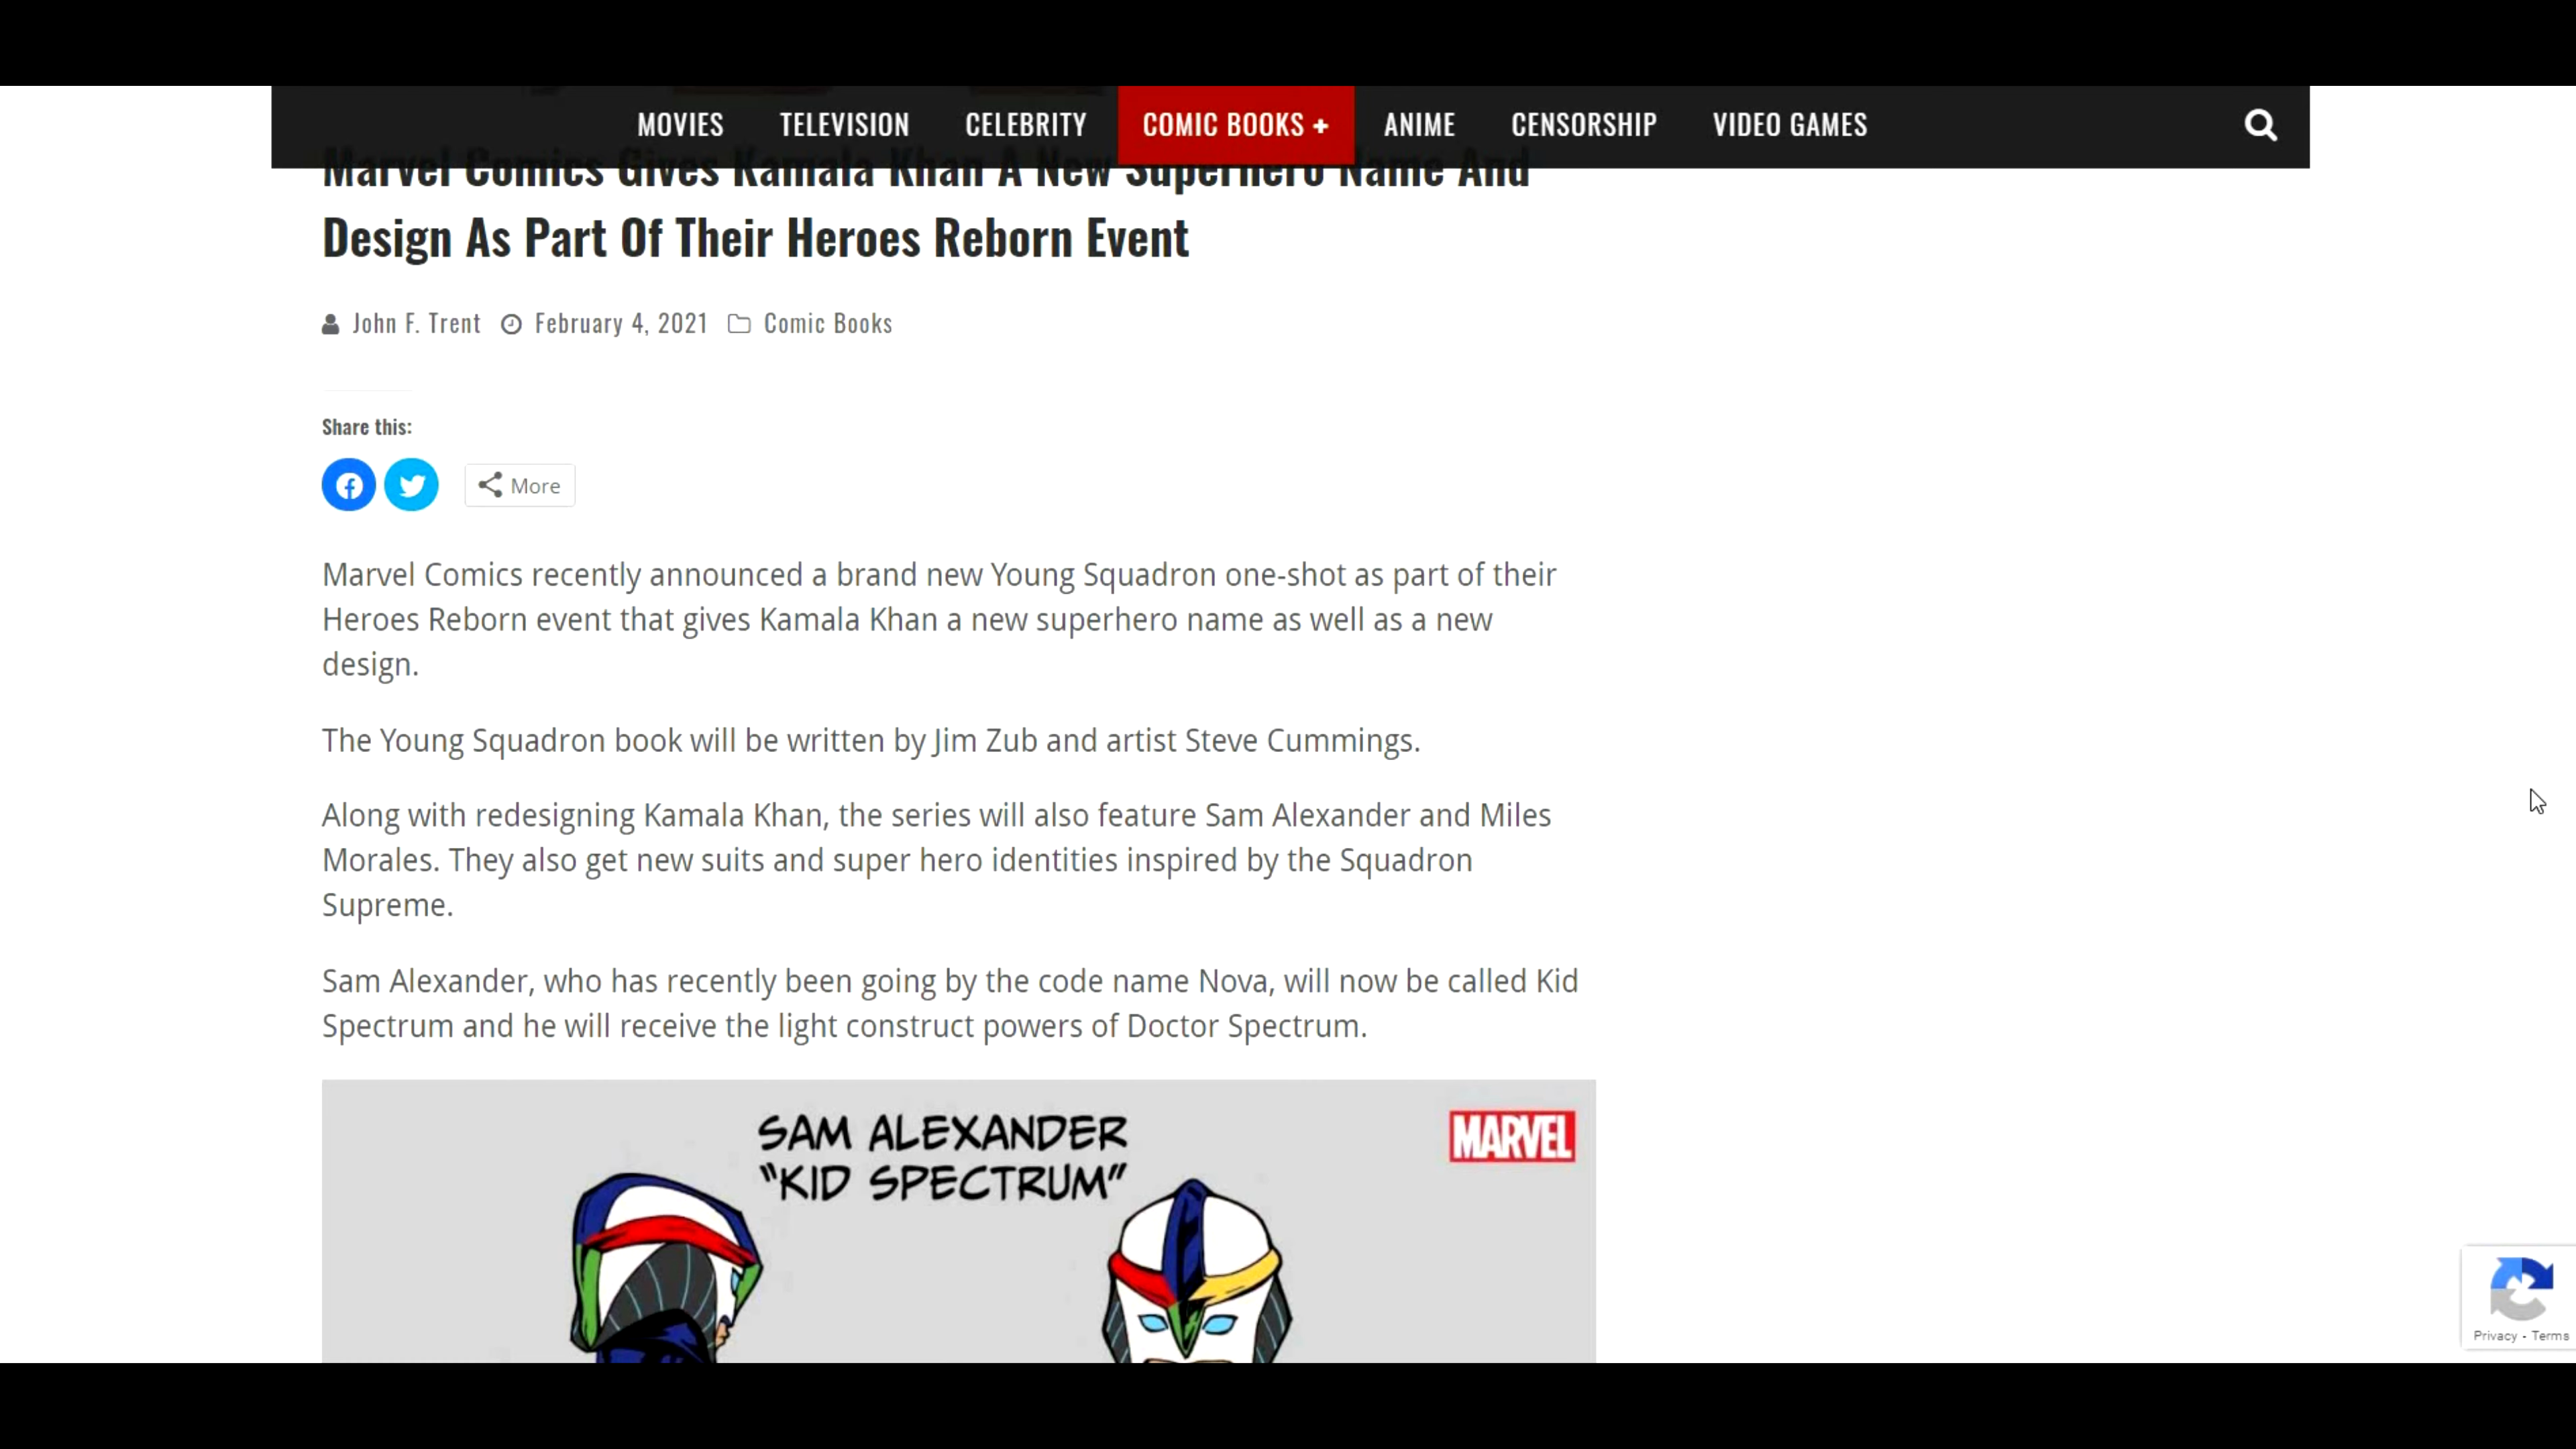 MOVIES TELEVISION CELEBRITY COMIC BOOKS + ANIME CENSORSHIP VIDEO GAMES
Marvel Comics Gives Kamala Khan A New Superhero Name And
Design As Part Of Their Heroes Reborn Event
John F. Trent February 4, 2021 Comic Books
Share this:
More
Marvel Comics recently announced a brand new Young Squadron one-shot as part of their
Heroes Reborn event that gives Kamala Khan a new superhero name as well as a new
design.
The Young Squadron book will be written by Jim Zub and artist Steve Cummings.
Along with redesigning Kamala Khan, the series will also feature Sam Alexander and Miles
Morales. They also get new suits and super hero identities inspired by the Squadron
Supreme.
Sam Alexander, who has recently been going by the code name Nova, will now be called Kid
Spectrum and he will receive the light construct powers of Doctor Spectrum.
SAM ALEXANDER
"KID SPECTRUM"
MARVEL
Privacy - Terms